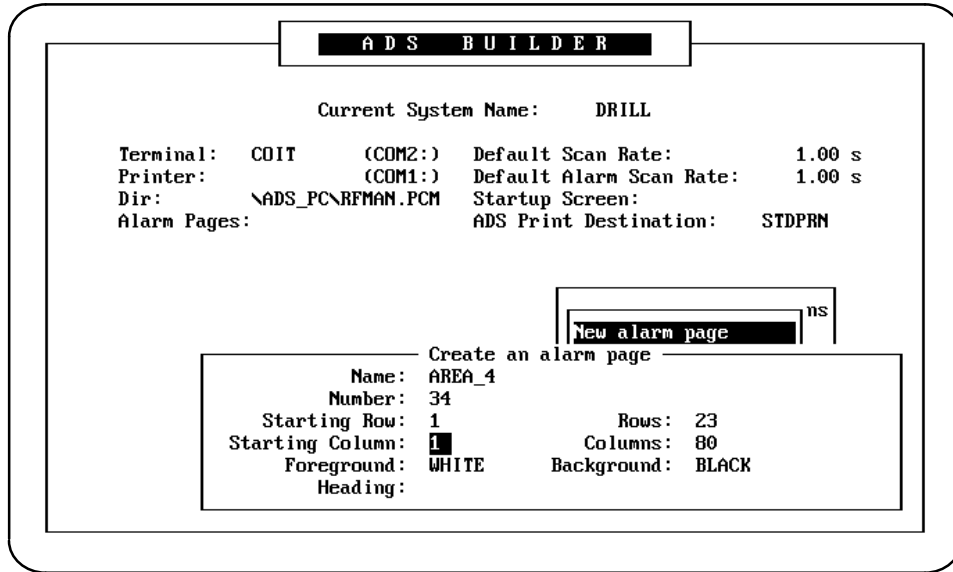 ADS BUILDER
Current System Name: DRILL
Terminal: COIT (COM2:) Default Scan Rate: 1.00 s
Printer: (COM1:) Default Alarm Scan Rate: 1.00 s
Dir: \ADS_PC\RFMAN.PCM Startup Screen:
Alarm Pages: ADS Print Destination: STDPRN
ns
New alarm page
Create an alarm page
Name: AREA_4
Number: 34
Starting Row: 1 Rows: 23
Starting Column: 1 Columns: 80
Foreground: WHITE Background: BLACK
Heading: